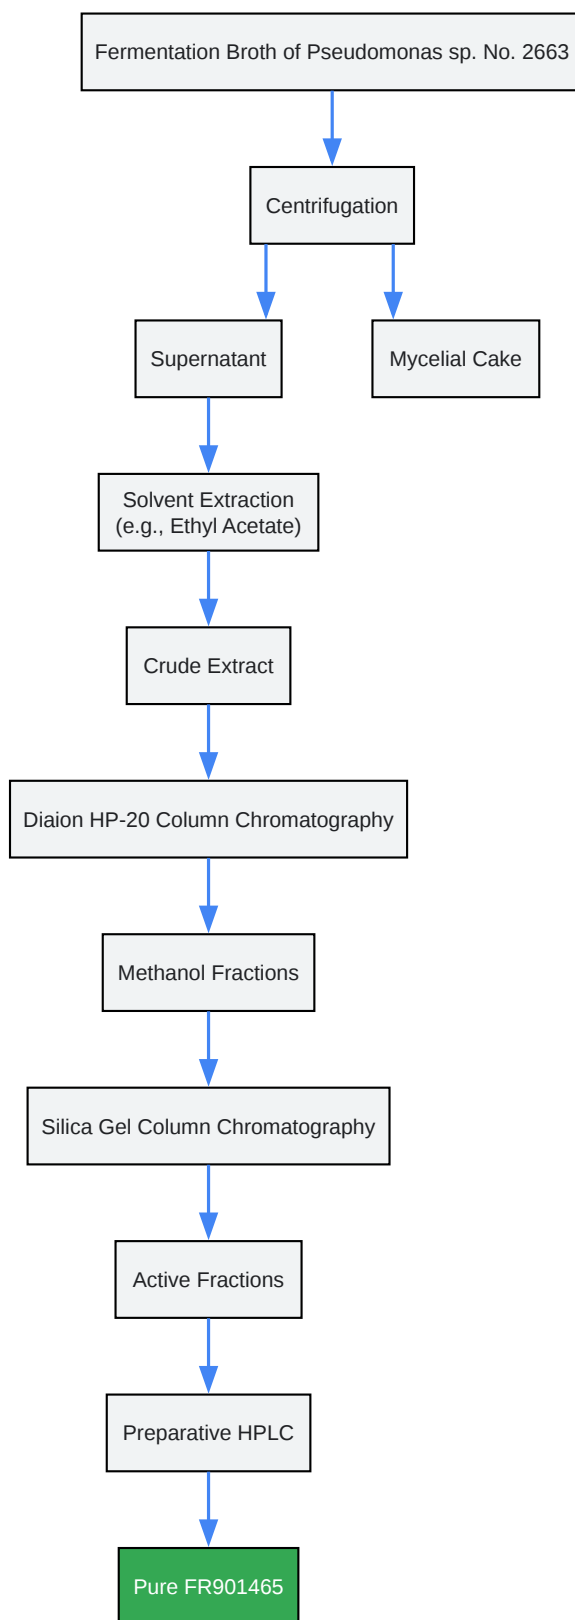 Fermentation Broth of Pseudomonas sp. No. 2663
Centrifugation
Supernatant
Mycelial Cake
Solvent Extraction
(e.g., Ethyl Acetate)
Crude Extract
Diaion HP-20 Column Chromatography
Methanol Fractions
Silica Gel Column Chromatography
Active Fractions
Preparative HPLC
Pure FR901465